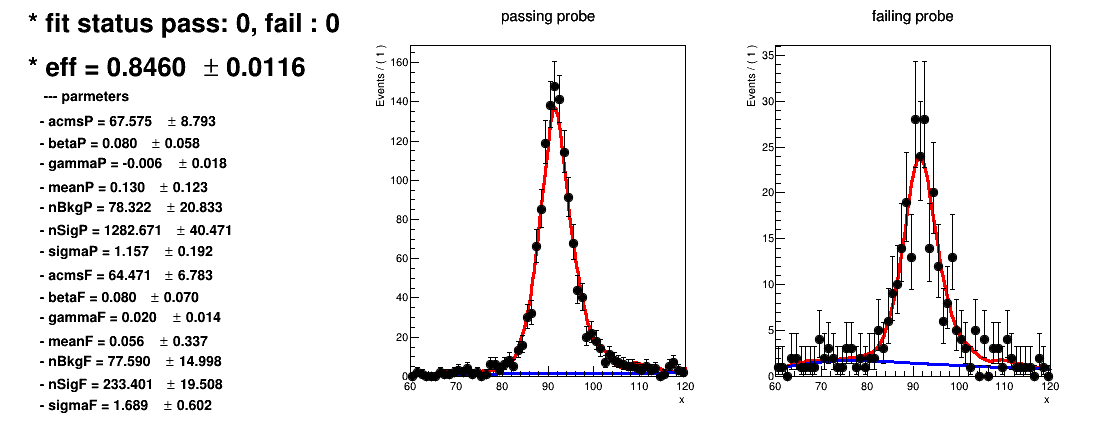 * fit status pass: 0, fail : 0
* eff = 0.8460 ± 0.0116
--- parmeters
- acmsP = 67.575 ± 8.793
- betaP = 0.080 ± 0.058
- gammaP = -0.006 ± 0.018
- meanP = 0.130 ± 0.123
- nBkgP = 78.322 ± 20.833
- nSigP = 1282.671 ± 40.471
- sigmaP = 1.157 ± 0.192
- acmsF = 64.471 ± 6.783
- betaF = 0.080 ± 0.070
- gammaF = 0.020 ± 0.014
- meanF = 0.056 ± 0.337
- nBkgF = 77.590 ± 14.998
- nSigF = 233.401 ± 19.508
- sigmaF = 1.689 ± 0.602
passing probe
Events / ( 1 )
160
140
120
100
80
60
40
20
0
60 70 80 90 100 110 120
x
failing probe
Events / ( 1 )
35
30
25
20
15
10
5
0
60 70 80 90 100 110 120
x